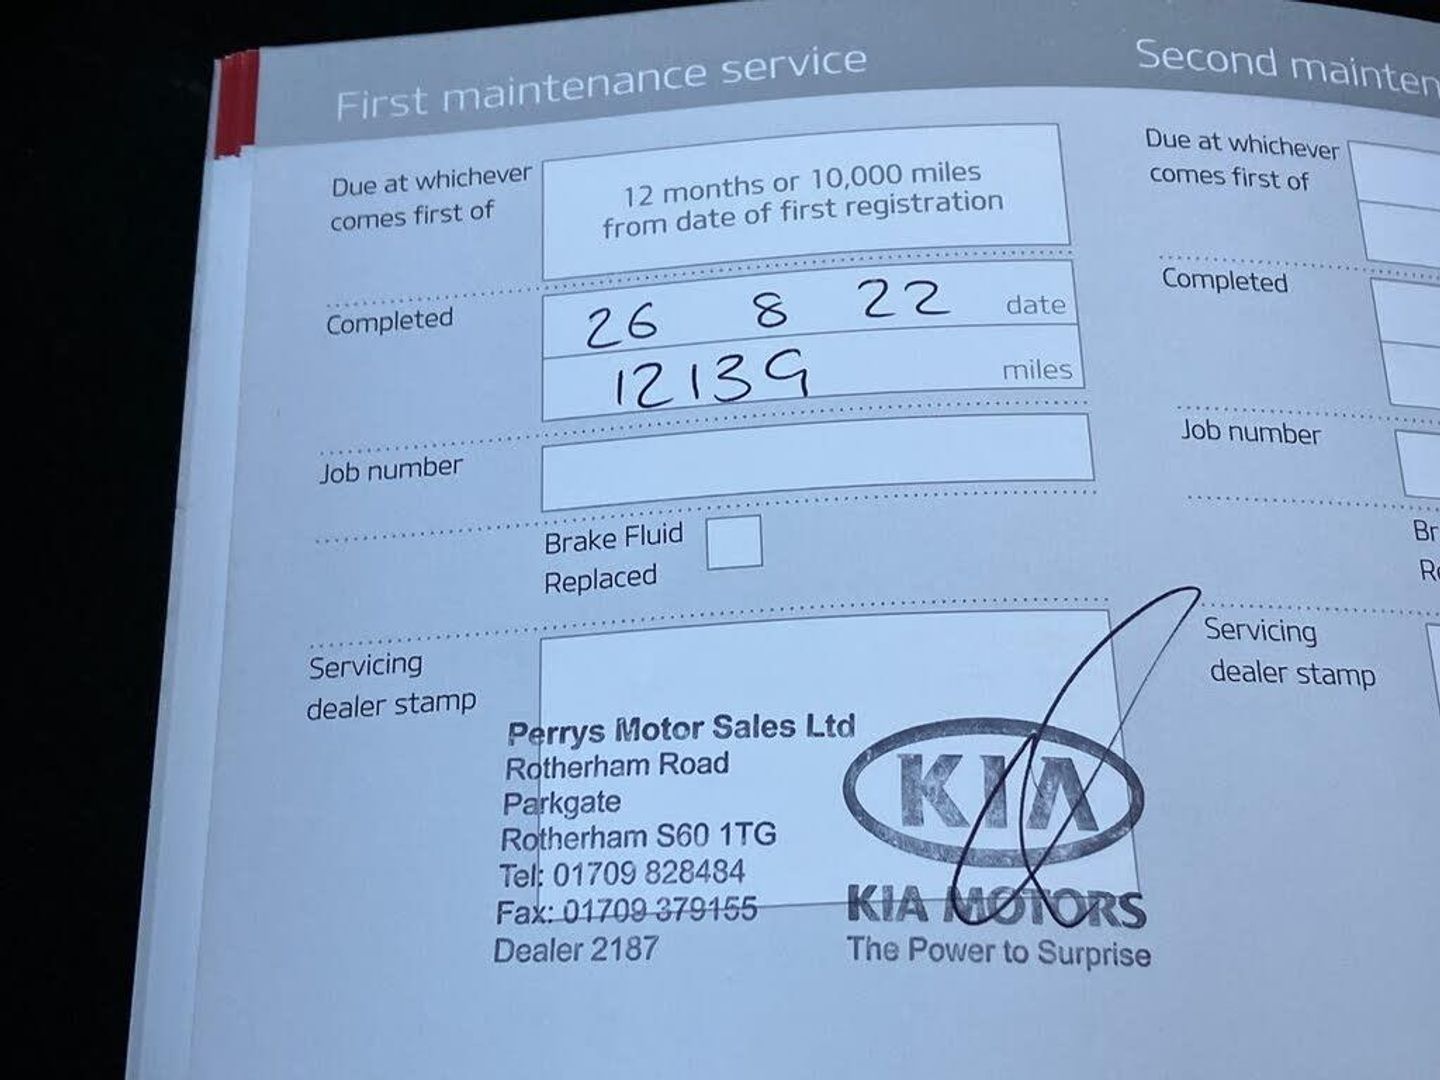 First maintenance service
Due at whichever
comes first of
12 months or 10,000 miles
from date of first registration
Completed
26 8 22 date
12139 miles
Job number
Brake Fluid
Replaced
Servicing
dealer stamp
Perrys Motor Sales Ltd
Rotherham Road
Parkgate
Rotherham S60 1TG
Tel: 01709 828484
Fax: 01709 379155
Dealer 2187
KIA
KIA MOTORS
The Power to Surprise
Second mainten
Due at whichever
comes first of
Completed
Job number
Br
Re
Servicing
dealer stamp